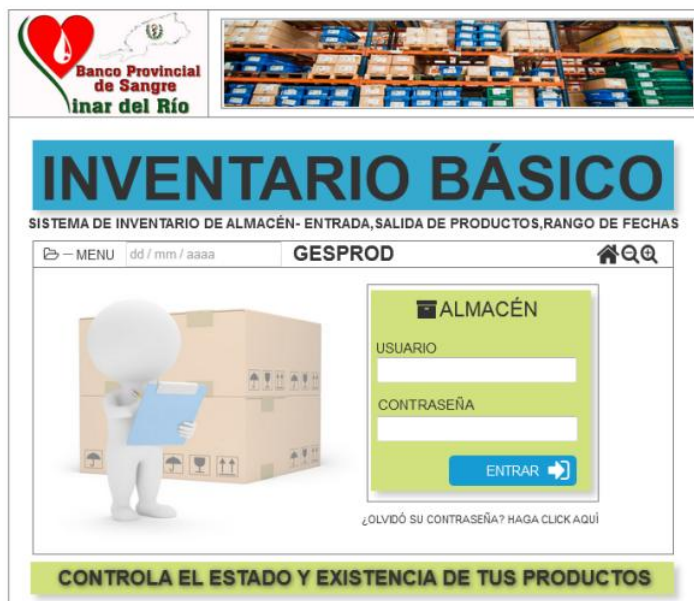 Banco Provincial
de Sangre
inar del Río
INVENTARIO BÁSICO
SISTEMA DE INVENTARIO DE ALMACÉN- ENTRADA,SALIDA DE PRODUCTOS,RANGO DE FECHAS
MENU dd / mm / aaaa GESPROD
ALMACÉN
USUARIO
CONTRASEÑA
ENTRAR
¿OLVIDÓ SU CONTRASEÑA? HAGA CLICK AQUÌ
CONTROLA EL ESTADO Y EXISTENCIA DE TUS PRODUCTOS